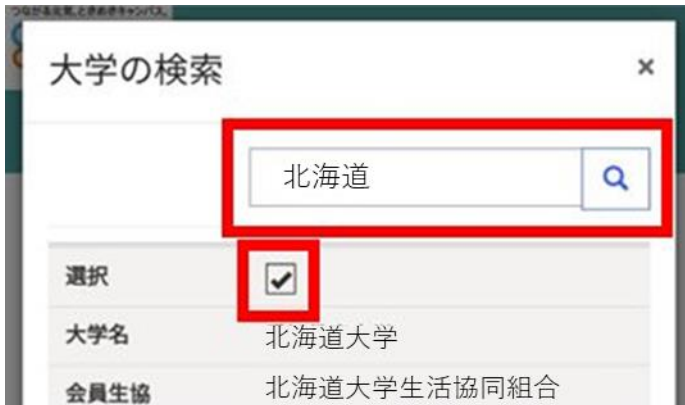 つながる元気、ときめきキャンパス。
大学の検索
×
北海道
選択
大学名 北海道大学
会員生協 北海道大学生活協同組合